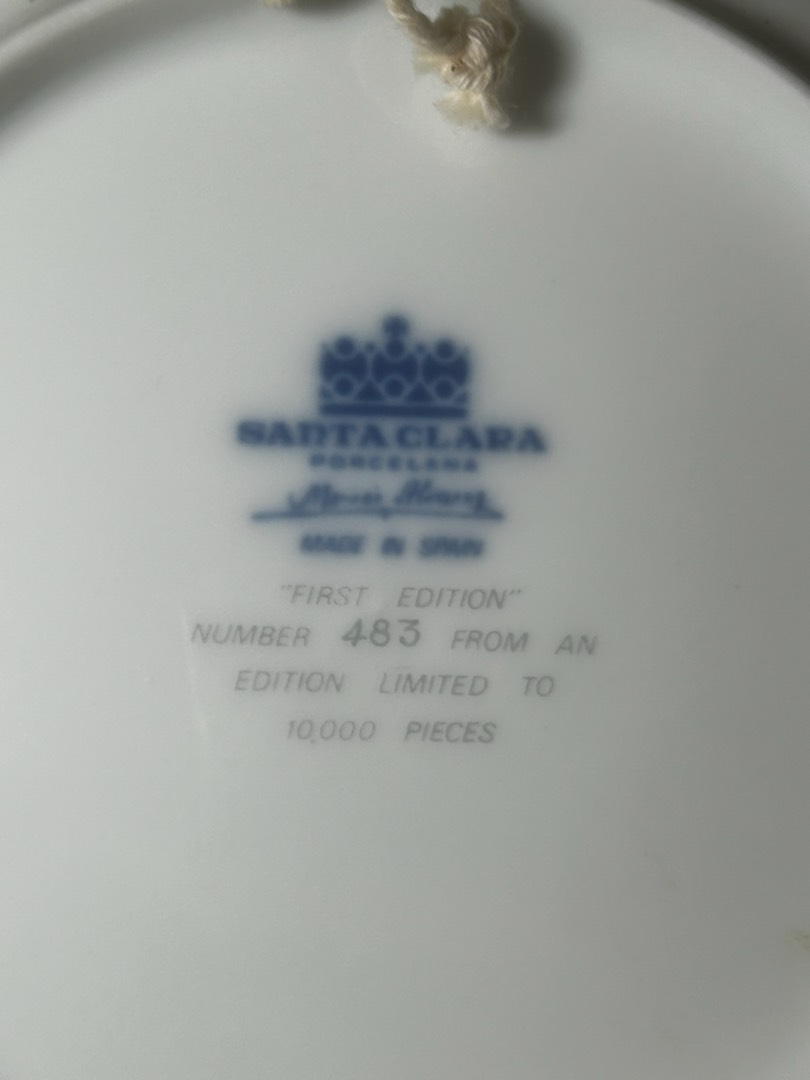 SANTA CLARA
PORCELANA
MADE IN SPAIN
"FIRST EDITION"
NUMBER 483 FROM AN
EDITION LIMITED TO
10,000 PIECES